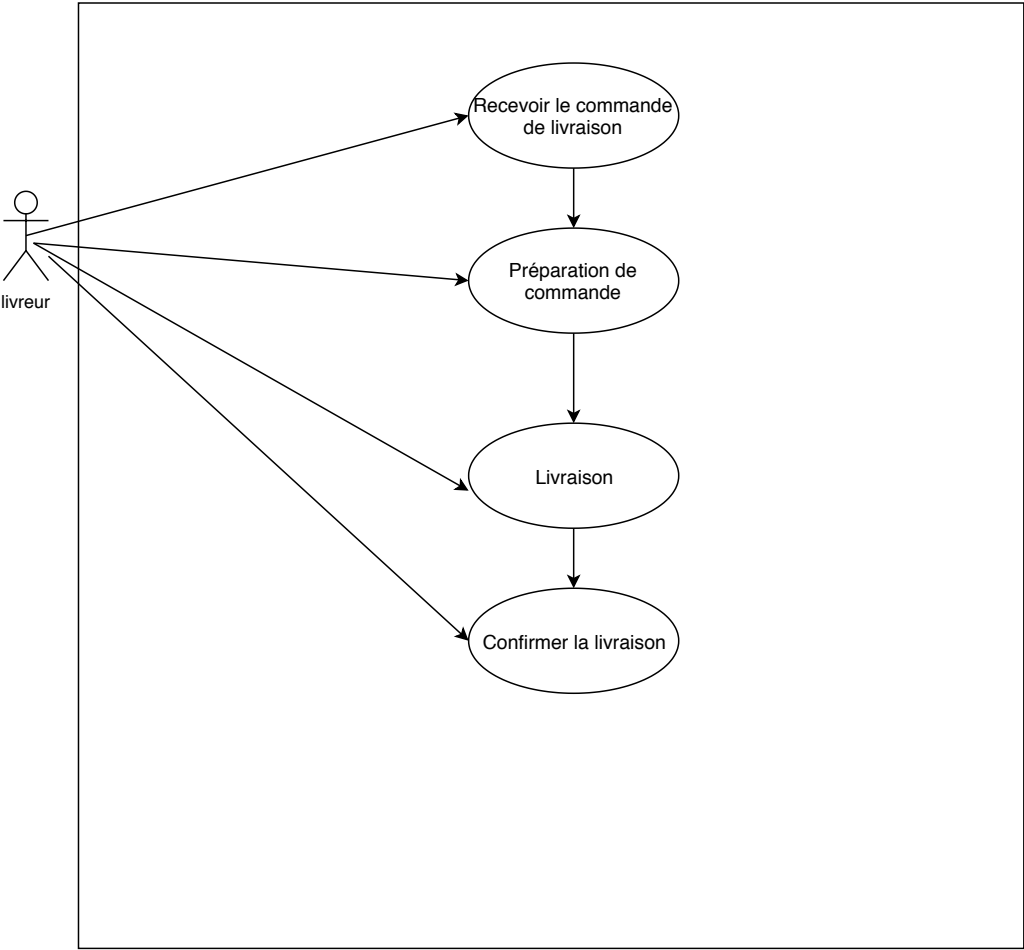 Recevoir le commande
de livraison
Préparation de
commande
livreur
Livraison
Confirmer la livraison